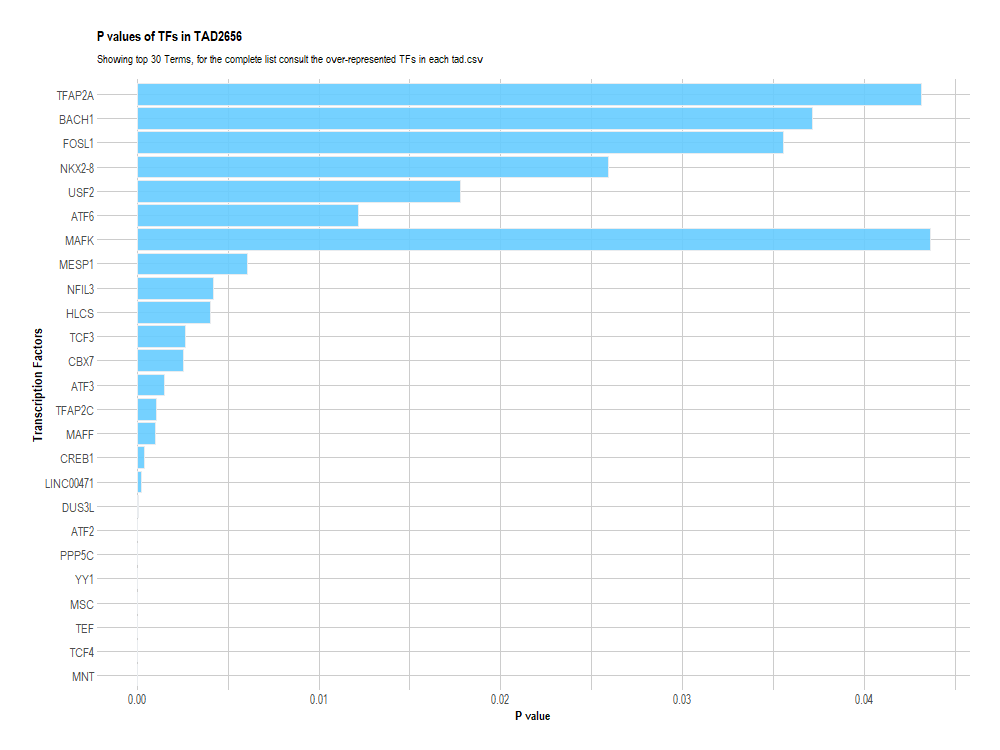 P values of TFs in TAD2656
Showing top 30 Terms, for the complete list consult the over-represented TFs in each tad.csv
Transcription Factors
TFAP2A
BACH1
FOSL1
NKX2-8
USF2
ATF6
MAFK
MESP1
NFIL3
HLCS
TCF3
CBX7
ATF3
TFAP2C
MAFF
CREB1
LINC00471
DUS3L
ATF2
PPP5C
YY1
MSC
TEF
TCF4
MNT
0.00 0.01 0.02 0.03 0.04
P value